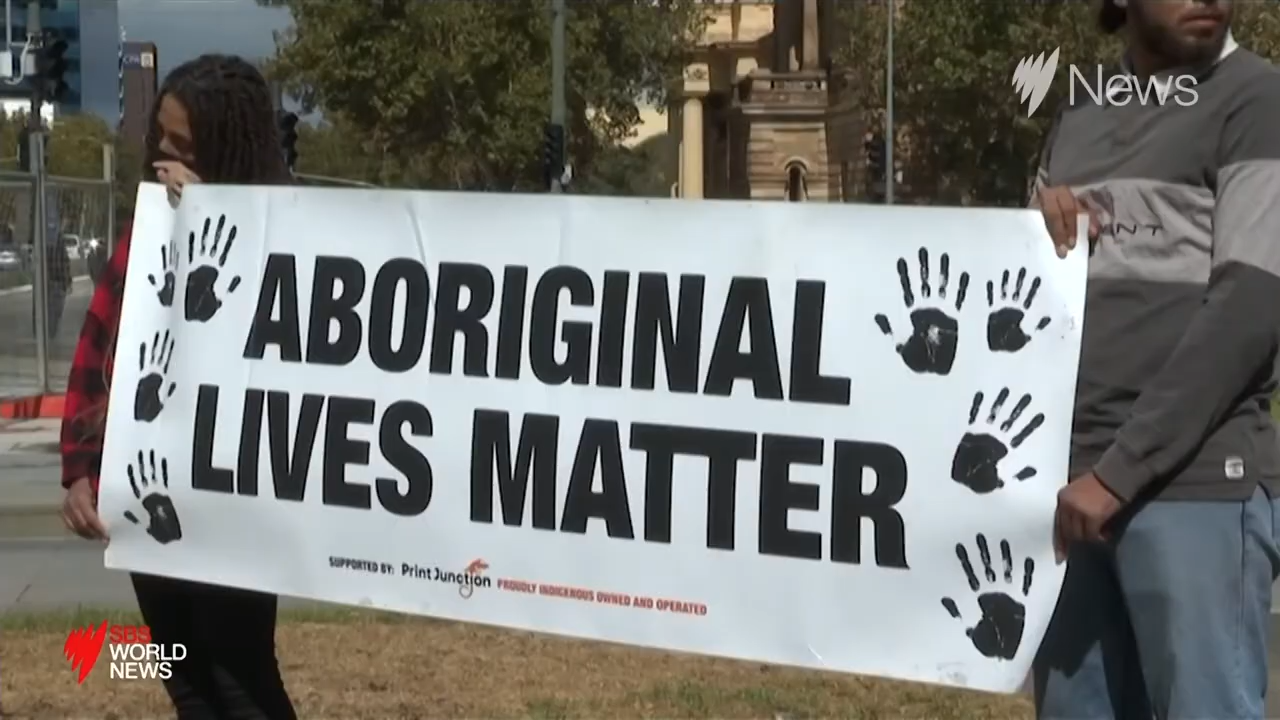 News
ABORIGINAL
LIVES MATTER
SUPPORTED BY: Print Junction PROUDLY INDIGENOUS OWNED AND OPERATED
SBS
WORLD
NEWS